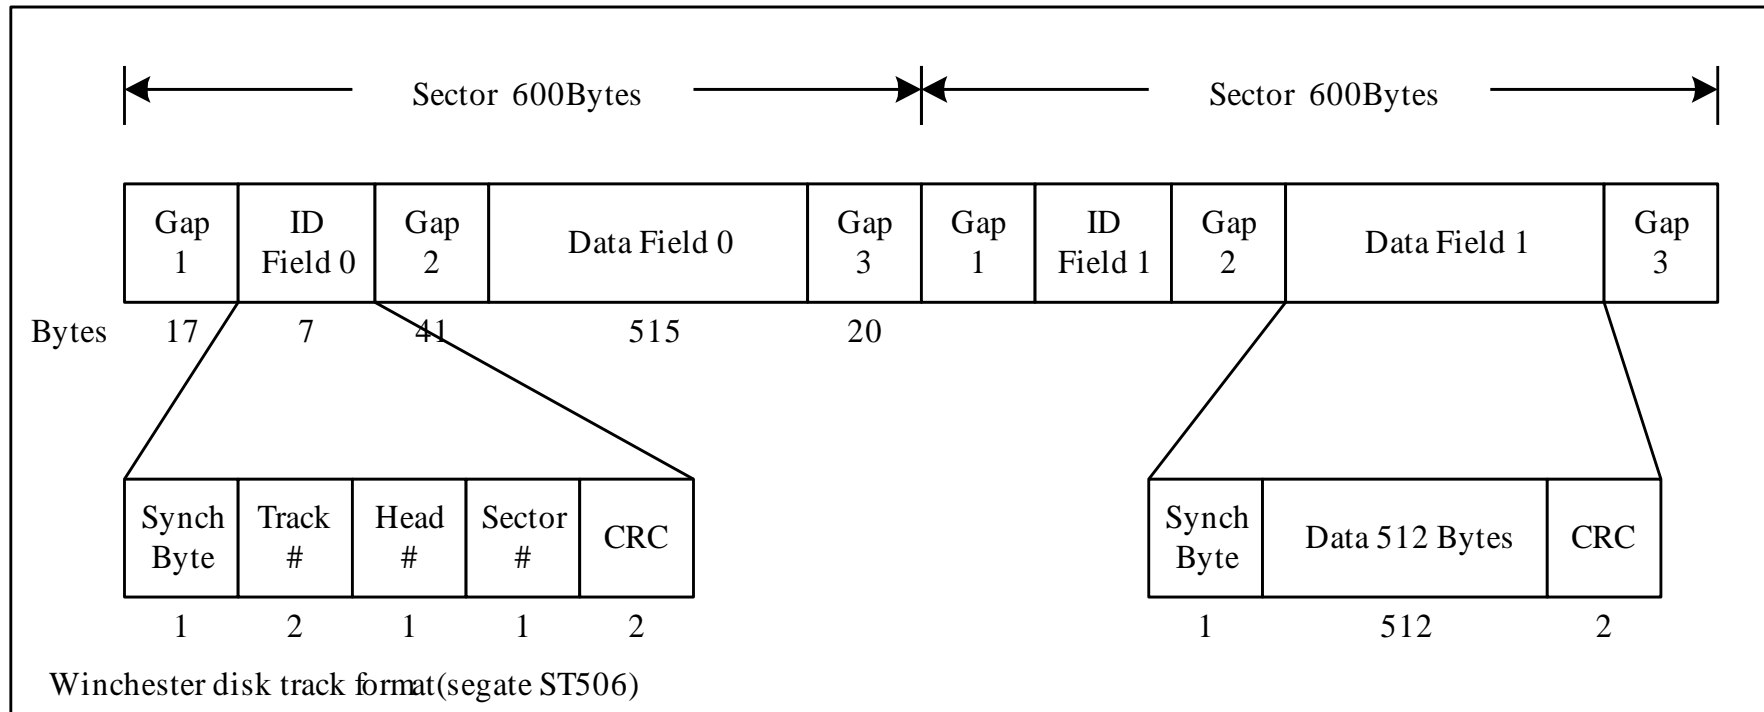 Sector 600Bytes Sector 600Bytes
Gap 1 ID Field 0 Gap 2 Data Field 0 Gap 3 Gap 1 ID Field 1 Gap 2 Data Field 1 Gap 3
Bytes 17 7 41 515 20
Synch Byte Track # Head # Sector # CRC Synch Byte Data 512 Bytes CRC
1 2 1 1 2 1 512 2
Winchester disk track format(segate ST506)